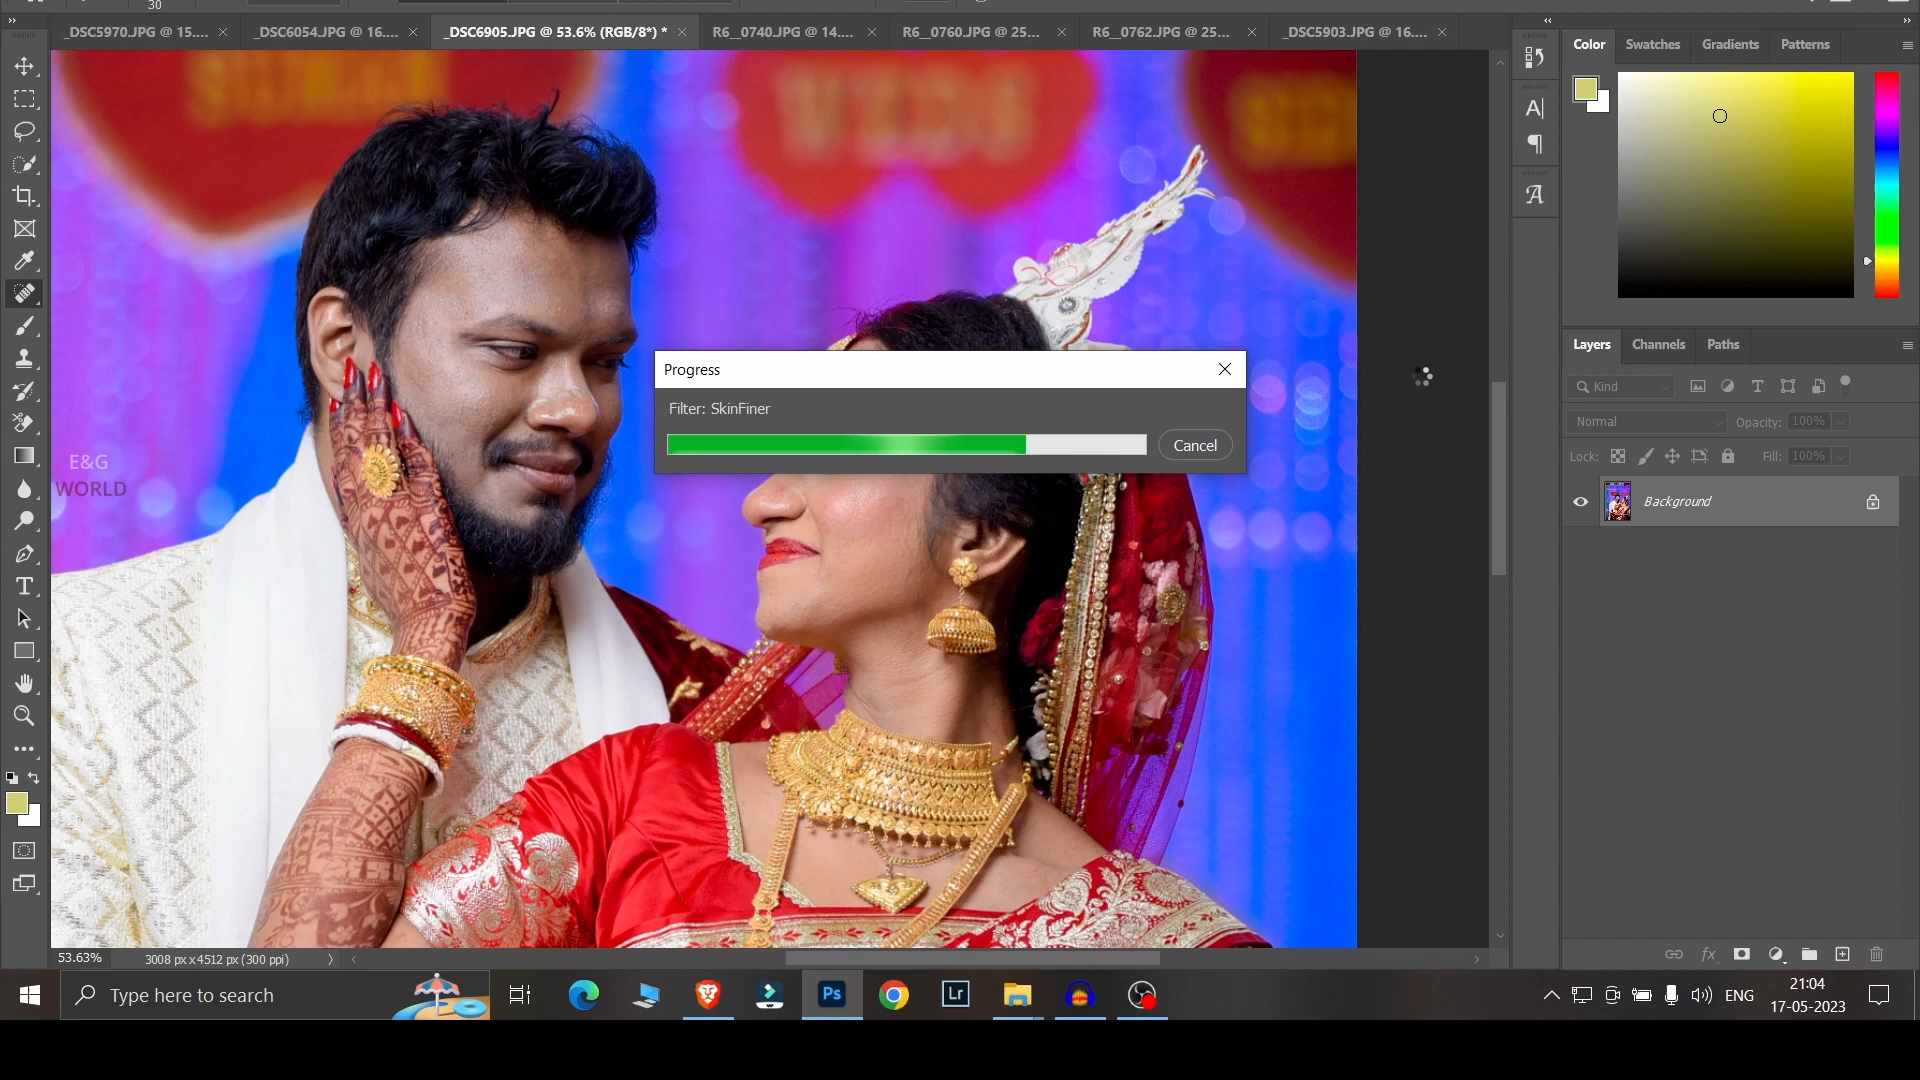 30
_DSC5970.JPG @ 15....
_DSC6054.JPG @ 16....
_DSC6905.JPG @ 53.6% (RGB/8*) *
R6__0740.JPG @ 14....
R6__0760.JPG @ 25...
R6__0762.JPG @ 25...
_DSC5903.JPG @ 16....
Color
Swatches
Gradients
Patterns
Progress
Filter: SkinFiner
Cancel
E&G
WORLD
Layers
Channels
Paths
Kind
Normal
Opacity: 100%
Lock:
Fill: 100%
Background
53.63%
3008 px x 4512 px (300 ppi)
Type here to search
Ps
Lr
ENG
21:04
17-05-2023